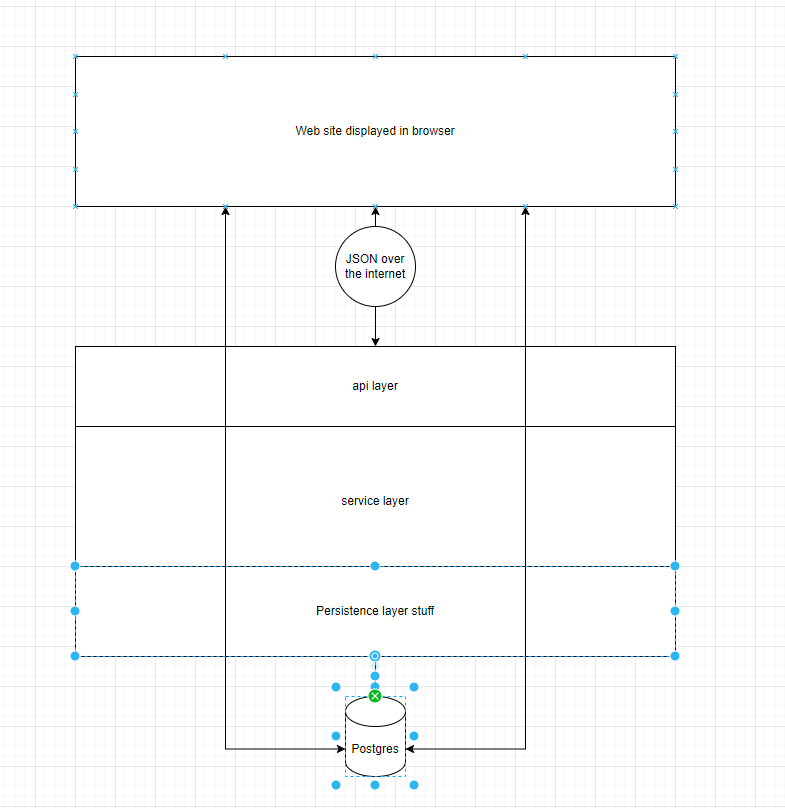 Web site displayed in browser
JSON over
the internet
api layer
service layer
Persistence layer stuff
Postgres